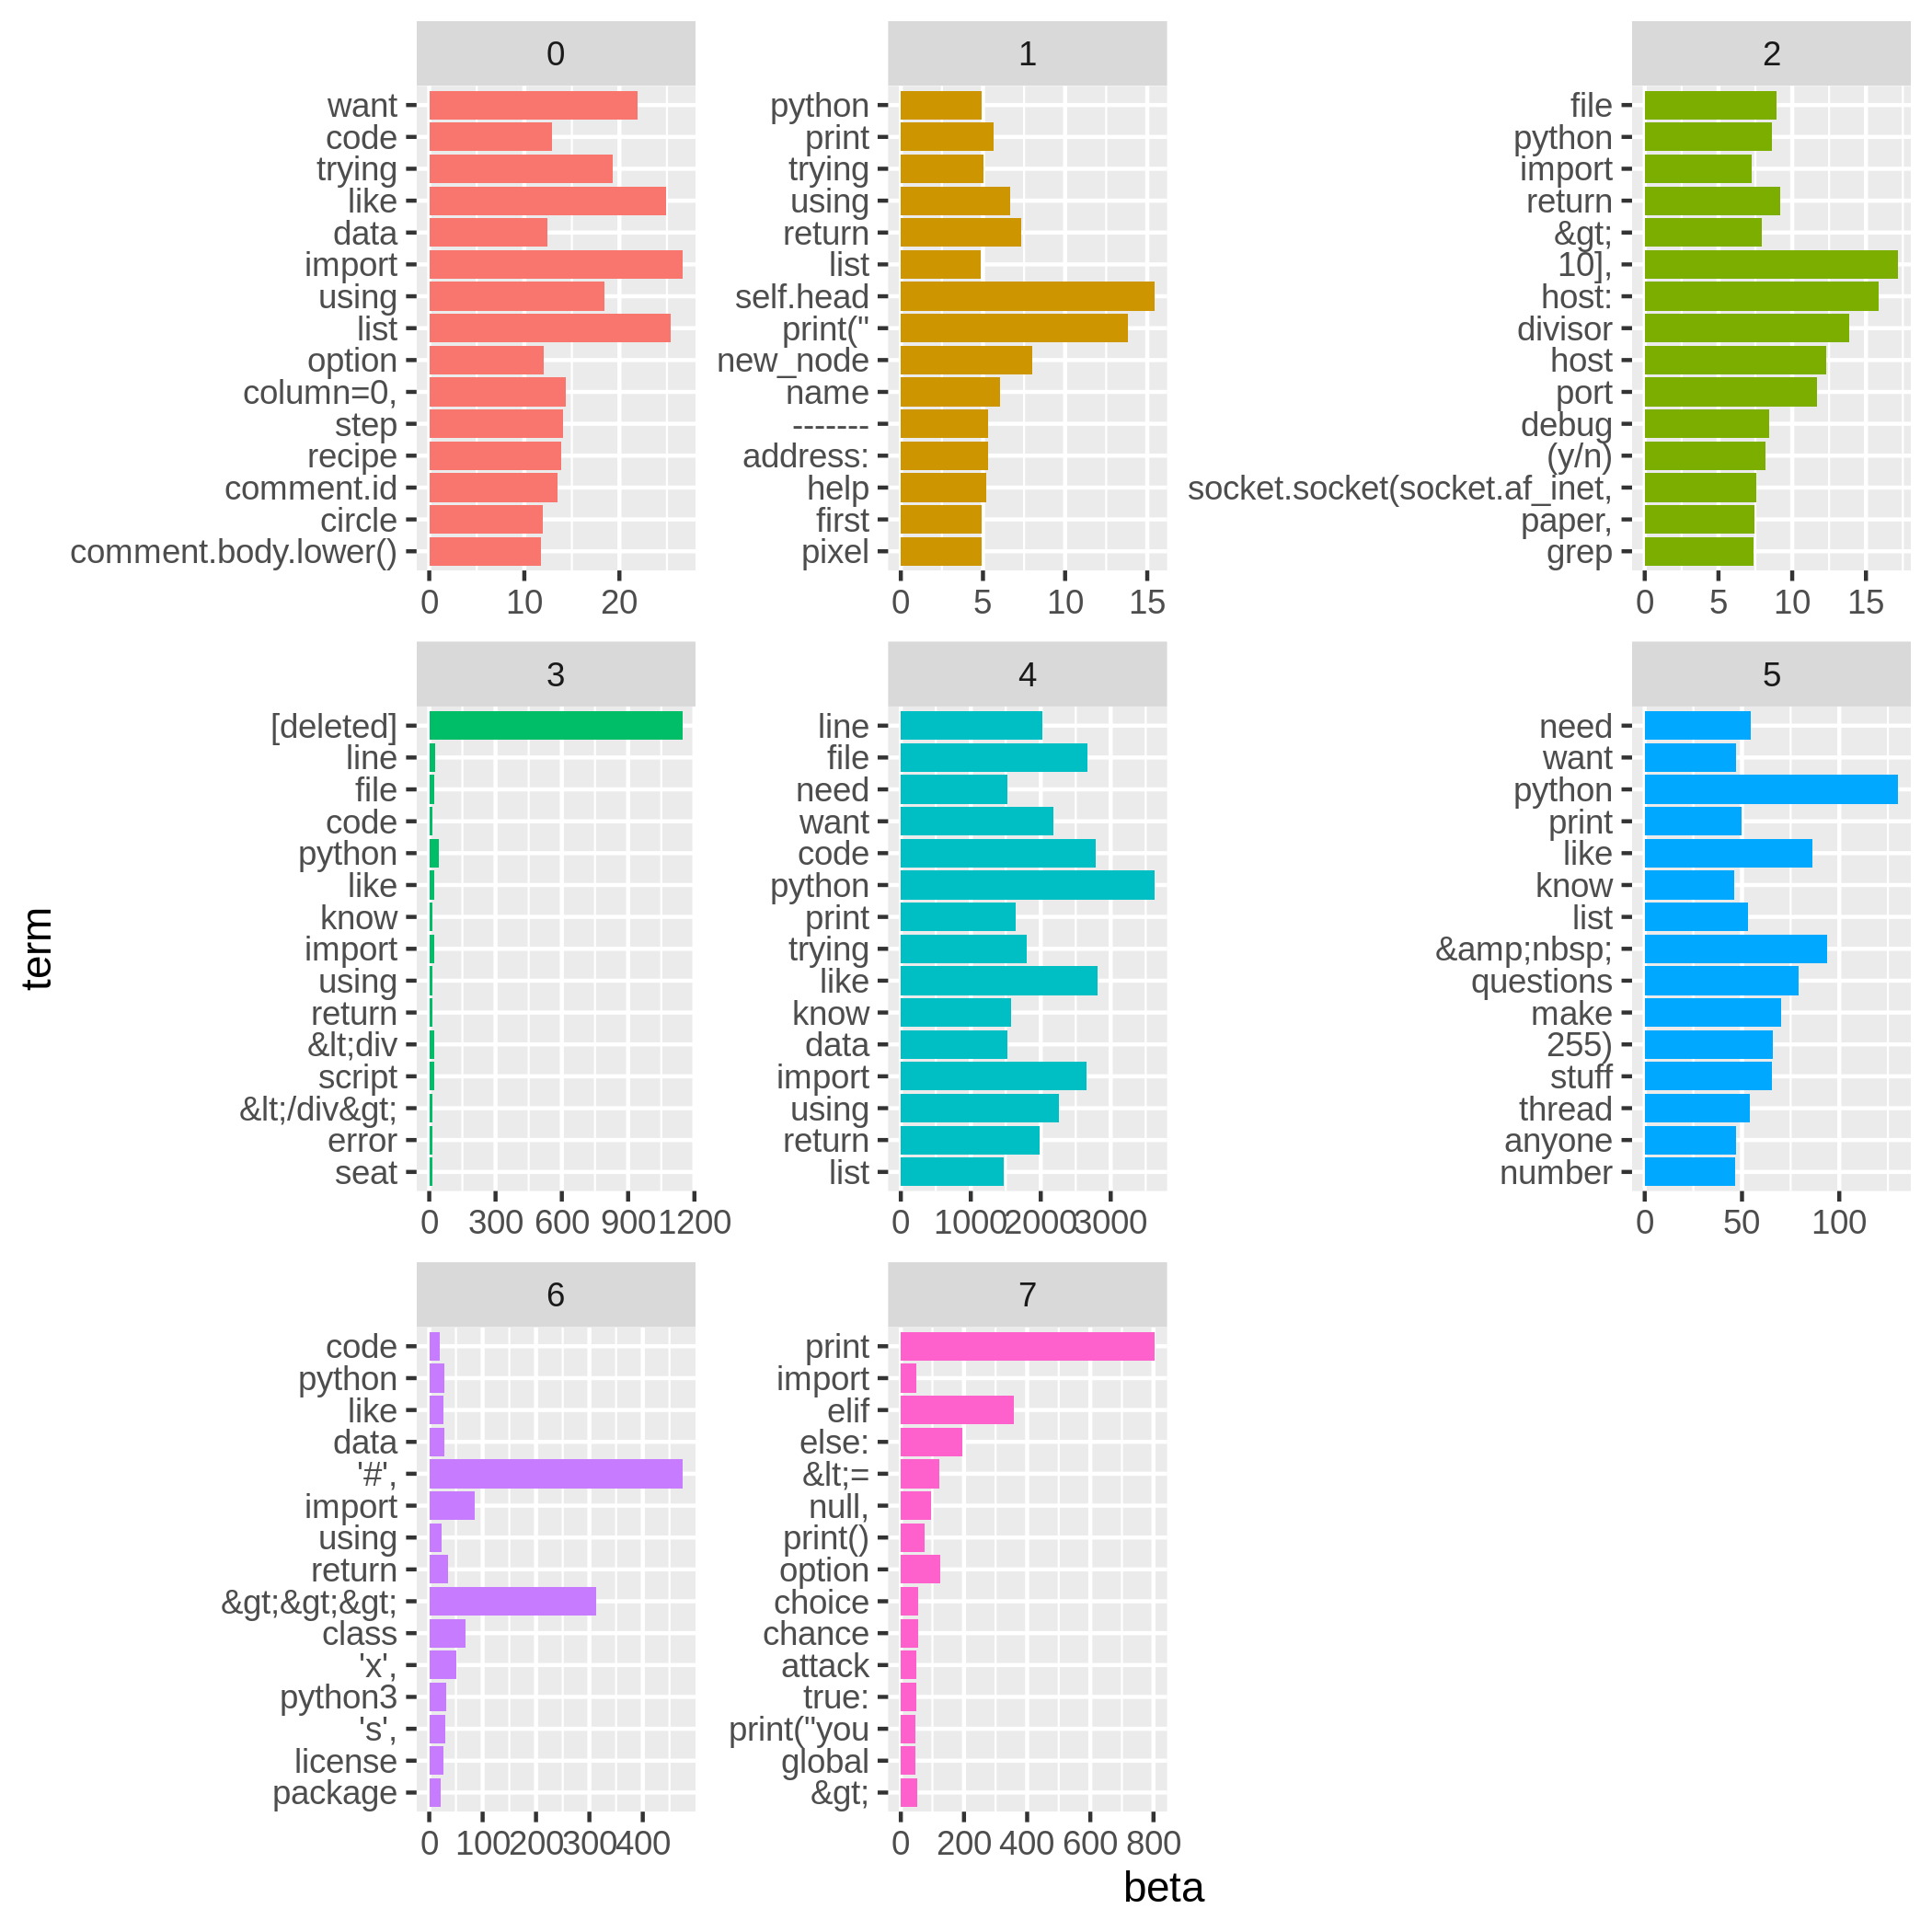 0
want
code
trying
like
data
import
using
list
option
column=0,
step
recipe
comment.id
circle
comment.body.lower()
0 10 20
1
python
print
trying
using
return
list
self.head
print("
new_node
name
-------
address:
help
first
pixel
0 5 10 15
2
file
python
import
return
&gt;
10],
host:
divisor
host
port
debug
(y/n)
socket.socket(socket.af_inet,
paper,
grep
0 5 10 15
3
[deleted]
line
file
code
python
like
know
import
using
return
&lt;div
script
&lt;/div&gt;
error
seat
0 300 600 900 1200
4
line
file
need
want
code
python
print
trying
like
know
data
import
using
return
list
0 1000 2000 3000
5
need
want
python
print
like
know
list
&amp;nbsp;
questions
make
255)
stuff
thread
anyone
number
0 50 100
6
code
python
like
data
'#',
import
using
return
&gt;&gt;&gt;
class
'x',
python3
's',
license
package
0 100 200 300 400
7
print
import
elif
else:
&lt;=
null,
print()
option
choice
chance
attack
true:
print("you
global
&gt;
0 200 400 600 800
term
beta